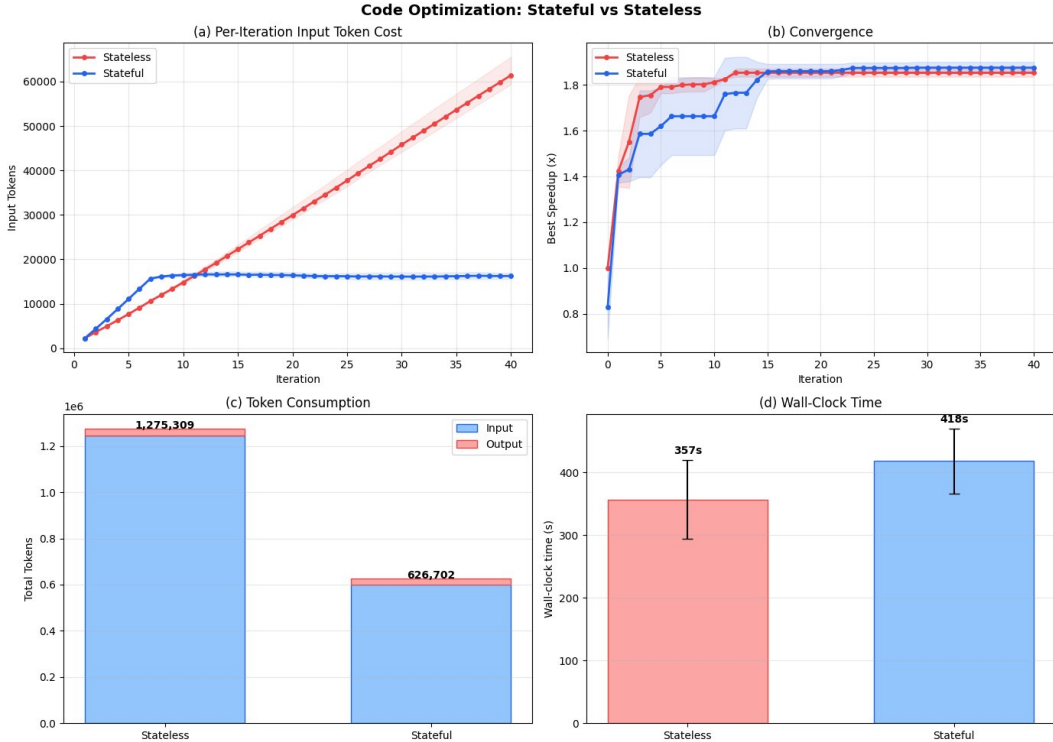 Code Optimization: Stateful vs Stateless
(a) Per-Iteration Input Token Cost
Stateless
Stateful
Input Tokens
60000
50000
40000
30000
20000
10000
0
0 5 10 15 20 25 30 35 40
Iteration
(b) Convergence
Stateless
Stateful
Best Speedup (x)
1.8
1.6
1.4
1.2
1.0
0.8
0 5 10 15 20 25 30 35 40
Iteration
(c) Token Consumption
1e6
1,275,309
626,702
Input
Output
Total Tokens
1.2
1.0
0.8
0.6
0.4
0.2
0.0
Stateless Stateful
(d) Wall-Clock Time
357s
418s
Wall-clock time (s)
400
300
200
100
0
Stateless Stateful